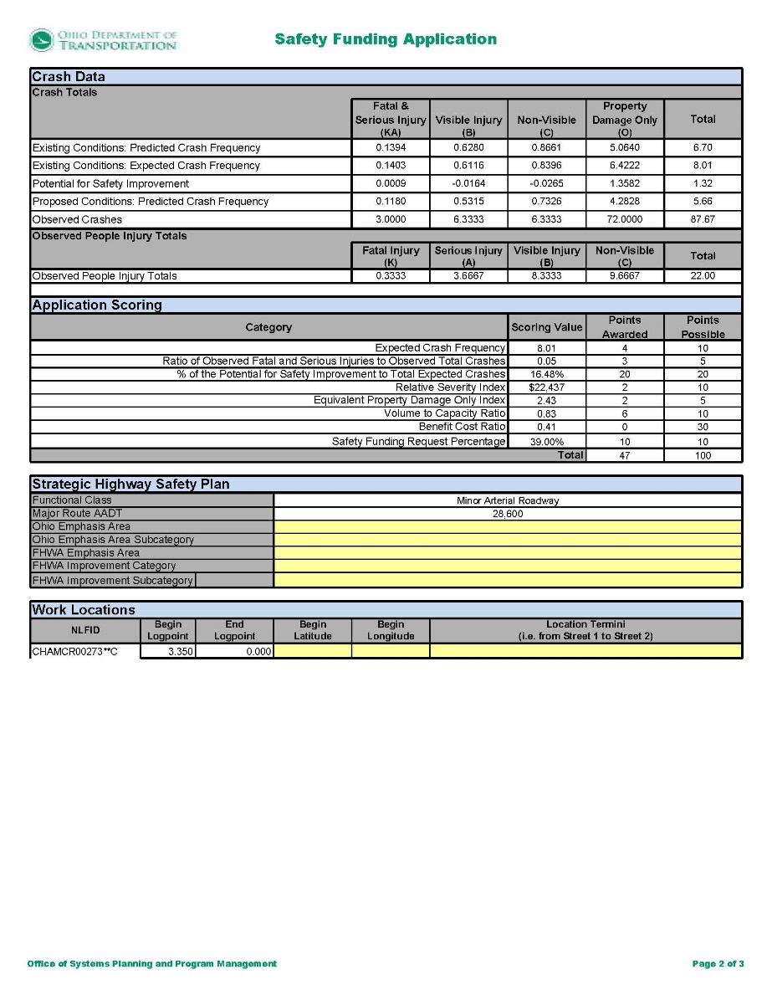 OHIO DEPARTMENT OF
TRANSPORTATION
Safety Funding Application
Crash Data
Crash Totals
Fatal & Serious Injury (KA) Visible Injury (B) Non-Visible (C) Property Damage Only (O) Total
Existing Conditions: Predicted Crash Frequency 0.1394 0.6280 0.8661 5.0640 6.70
Existing Conditions: Expected Crash Frequency 0.1403 0.6116 0.8396 6.4222 8.01
Potential for Safety Improvement 0.0009 -0.0164 -0.0265 1.3582 1.32
Proposed Conditions: Predicted Crash Frequency 0.1180 0.5315 0.7326 4.2828 5.66
Observed Crashes 3.0000 6.3333 6.3333 72.0000 87.67
Observed People Injury Totals
Fatal Injury (K) Serious Injury (A) Visible Injury (B) Non-Visible (C) Total
Observed People Injury Totals 0.3333 3.6667 8.3333 9.6667 22.00
Application Scoring
Category Scoring Value Points Awarded Points Possible
Expected Crash Frequency 8.01 4 10
Ratio of Observed Fatal and Serious Injuries to Observed Total Crashes 0.05 3 5
% of the Potential for Safety Improvement to Total Expected Crashes 16.48% 20 20
Relative Severity Index $22,437 2 10
Equivalent Property Damage Only Index 2.43 2 5
Volume to Capacity Ratio 0.83 6 10
Benefit Cost Ratio 0.41 0 30
Safety Funding Request Percentage 39.00% 10 10
Total 47 100
Strategic Highway Safety Plan
Functional Class Minor Arterial Roadway
Major Route AADT 28,600
Ohio Emphasis Area
Ohio Emphasis Area Subcategory
FHWA Emphasis Area
FHWA Improvement Category
FHWA Improvement Subcategory
Work Locations
NLFID Begin Logpoint End Logpoint Begin Latitude Begin Longitude Location Termini (i.e. from Street 1 to Street 2)
CHAMCR00273**C 3.350 0.000
Office of Systems Planning and Program Management Page 2 of 3